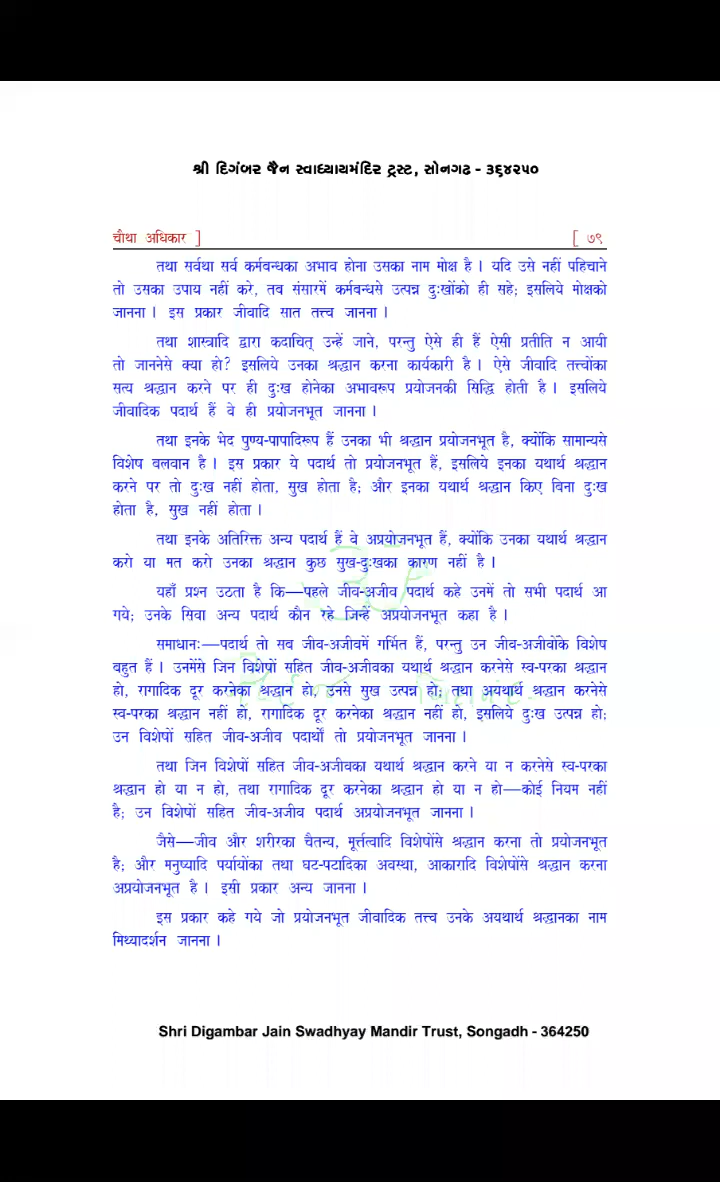 શ્રી દિગંબર જૈન સ્વાધ્યાયમંદિર ટ્રસ્ટ, સોનગઢ - ૩૬૪૨૫૦
चौथा अधिकार ]
[ ७९
तथा सर्वथा सर्व कर्मबन्धका अभाव होना उसका नाम मोक्ष है। यदि उसे नहीं पहिचाने
तो उसका उपाय नहीं करे, तब संसारमें कर्मबन्धसे उत्पन्न दुःखोंको ही सहे; इसलिये मोक्षको
जानना। इस प्रकार जीवादि सात तत्त्व जानना।
तथा शास्त्रादि द्वारा कदाचित् उन्हें जाने, परन्तु ऐसे ही हैं ऐसी प्रतीति न आयी
तो जाननेसे क्या हो? इसलिये उनका श्रद्धान करना कार्यकारी है। ऐसे जीवादि तत्त्वोंका
सत्य श्रद्धान करने पर ही दुःख होनेका अभावरूप प्रयोजनकी सिद्धि होती है। इसलिये
जीवादिक पदार्थ हैं वे ही प्रयोजनभूत जानना।
तथा इनके भेद पुण्य-पापादिरूप हैं उनका भी श्रद्धान प्रयोजनभूत है, क्योंकि सामान्यसे
विशेष बलवान है। इस प्रकार ये पदार्थ तो प्रयोजनभूत हैं, इसलिये इनका यथार्थ श्रद्धान
करने पर तो दुःख नहीं होता, सुख होता है; और इनका यथार्थ श्रद्धान किए बिना दुःख
होता है, सुख नहीं होता।
तथा इनके अतिरिक्त अन्य पदार्थ हैं वे अप्रयोजनभूत हैं, क्योंकि उनका यथार्थ श्रद्धान
करो या मत करो उनका श्रद्धान कुछ सुख-दुःखका कारण नहीं है।
यहाँ प्रश्न उठता है कि—पहले जीव-अजीव पदार्थ कहे उनमें तो सभी पदार्थ आ
गये; उनके सिवा अन्य पदार्थ कौन रहे जिन्हें अप्रयोजनभूत कहा है।
समाधानः—पदार्थ तो सब जीव-अजीवमें गर्भित हैं, परन्तु उन जीव-अजीवोंके विशेष
बहुत हैं। उनमेंसे जिन विशेषों सहित जीव-अजीवका यथार्थ श्रद्धान करनेसे स्व-परका श्रद्धान
हो, रागादिक दूर करनेका श्रद्धान हो, उनसे सुख उत्पन्न हो; तथा अयथार्थ श्रद्धान करनेसे
स्व-परका श्रद्धान नहीं हो, रागादिक दूर करनेका श्रद्धान नहीं हो, इसलिये दुःख उत्पन्न हो;
उन विशेषों सहित जीव-अजीव पदार्थों तो प्रयोजनभूत जानना।
तथा जिन विशेषों सहित जीव-अजीवका यथार्थ श्रद्धान करने या न करनेसे स्व-परका
श्रद्धान हो या न हो, तथा रागादिक दूर करनेका श्रद्धान हो या न हो—कोई नियम नहीं
है; उन विशेषों सहित जीव-अजीव पदार्थ अप्रयोजनभूत जानना।
जैसे—जीव और शरीरका चैतन्य, मूर्त्तत्वादि विशेषोंसे श्रद्धान करना तो प्रयोजनभूत
है; और मनुष्यादि पर्यायोंका तथा घट-पटादिका अवस्था, आकारादि विशेषोंसे श्रद्धान करना
अप्रयोजनभूत है। इसी प्रकार अन्य जानना।
इस प्रकार कहे गये जो प्रयोजनभूत जीवादिक तत्त्व उनके अयथार्थ श्रद्धानका नाम
मिथ्यादर्शन जानना।
Shri Digambar Jain Swadhyay Mandir Trust, Songadh - 364250